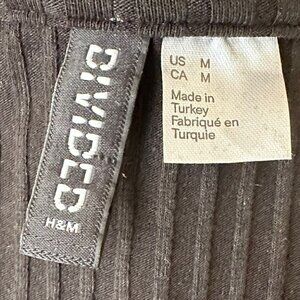 DIVIDED
H&M
US M
CA M
Made in
Turkey
Fabriqué en
Turquie